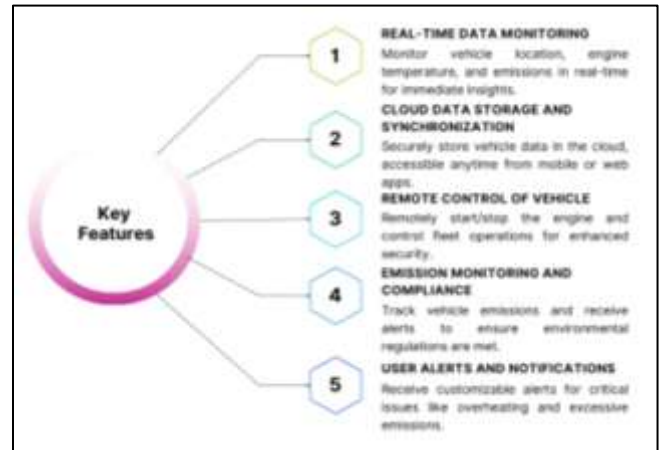 Key
Features
1
REAL-TIME DATA MONITORING
Monitor vehicle location, engine
temperature, and emissions in real-time
for immediate insights.
2
CLOUD DATA STORAGE AND
SYNCHRONIZATION
Securely store vehicle data in the cloud,
accessible anytime from mobile or web
apps.
3
REMOTE CONTROL OF VEHICLE
Remotely start/stop the engine and
control fleet operations for enhanced
security.
4
EMISSION MONITORING AND
COMPLIANCE
Track vehicle emissions and receive
alerts to ensure environmental
regulations are met.
5
USER ALERTS AND NOTIFICATIONS
Receive customizable alerts for critical
issues like overheating and excessive
emissions.